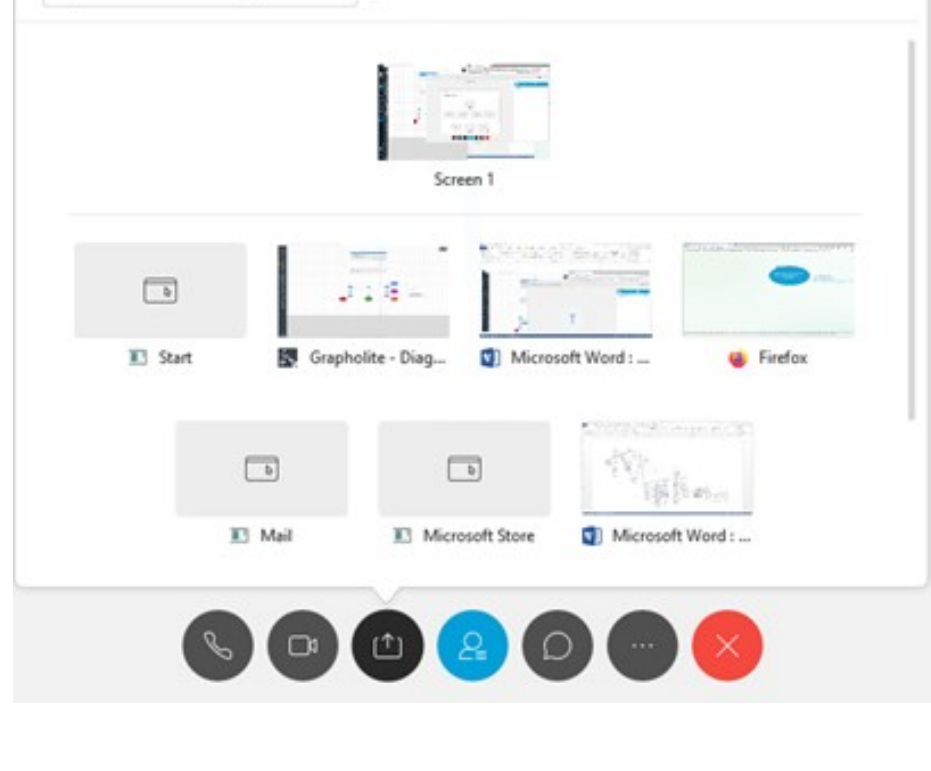 Screen 1
Start
Grapholite - Diag...
Microsoft Word : ...
Firefox
Mail
Microsoft Store
Microsoft Word : ...